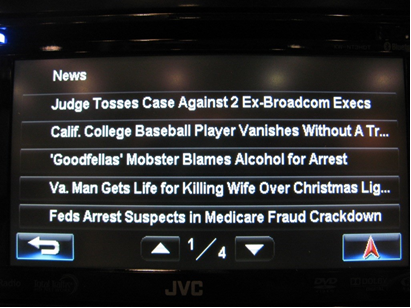 News
Judge Tosses Case Against 2 Ex-Broadcom Execs
Calif. College Baseball Player Vanishes Without A Tr...
'Goodfellas' Mobster Blames Alcohol for Arrest
Va. Man Gets Life for Killing Wife Over Christmas Lig...
Feds Arrest Suspects in Medicare Fraud Crackdown
1/4
JVC